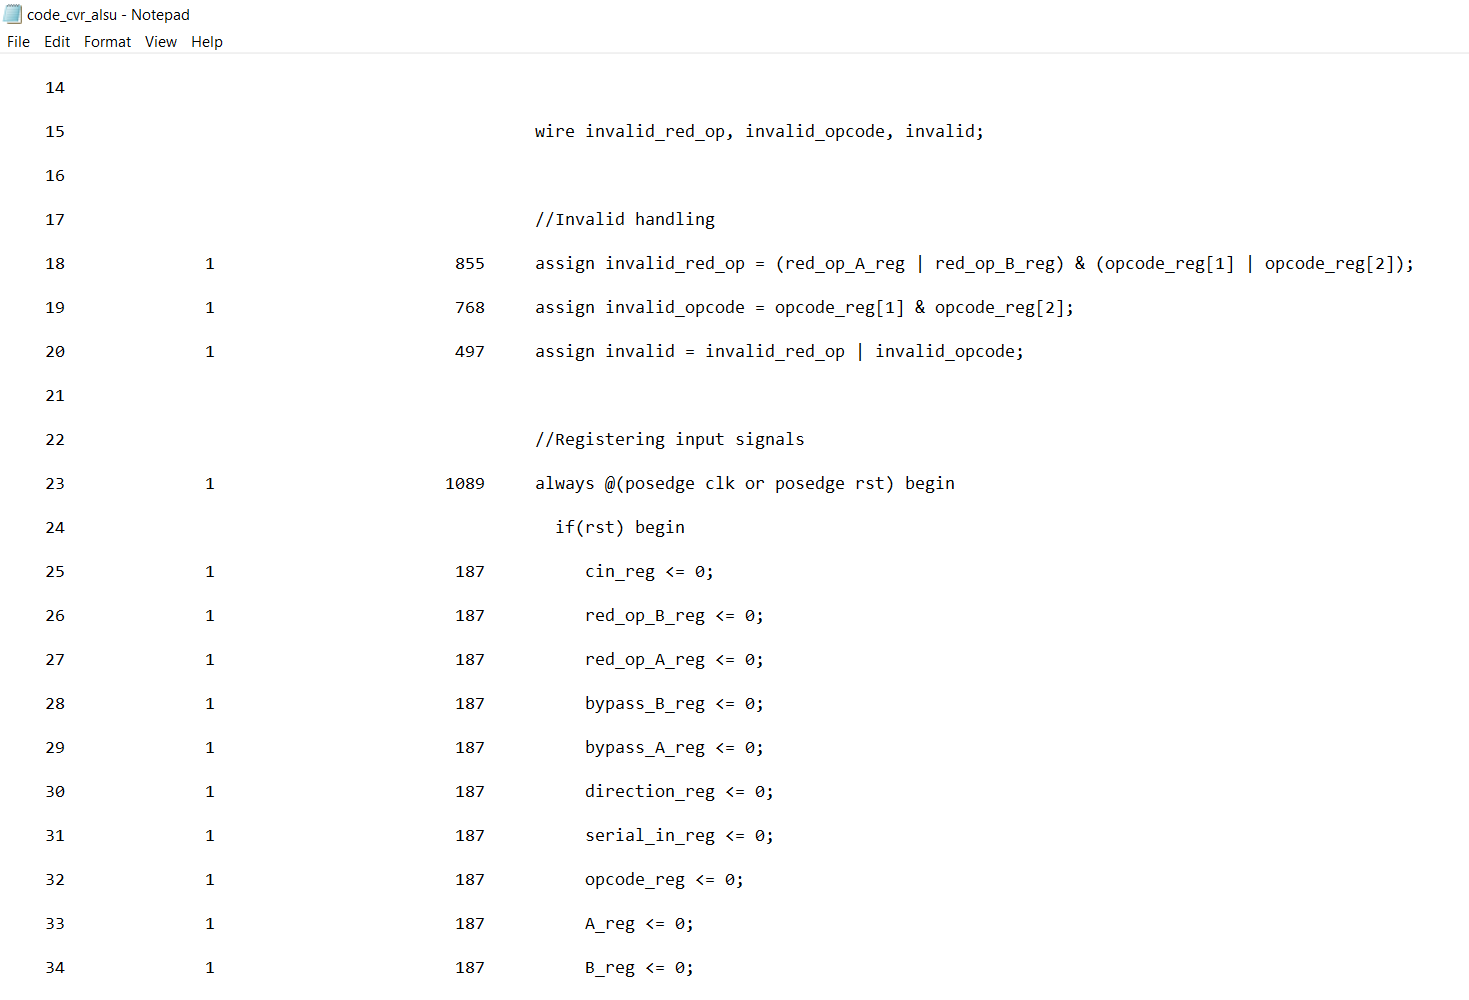 code_cvr_alsu - Notepad
File Edit Format View Help
14
15 wire invalid_red_op, invalid_opcode, invalid;
16
17 //Invalid handling
18 1 855 assign invalid_red_op = (red_op_A_reg | red_op_B_reg) & (opcode_reg[1] | opcode_reg[2]);
19 1 768 assign invalid_opcode = opcode_reg[1] & opcode_reg[2];
20 1 497 assign invalid = invalid_red_op | invalid_opcode;
21
22 //Registering input signals
23 1 1089 always @(posedge clk or posedge rst) begin
24 if(rst) begin
25 1 187 cin_reg <= 0;
26 1 187 red_op_B_reg <= 0;
27 1 187 red_op_A_reg <= 0;
28 1 187 bypass_B_reg <= 0;
29 1 187 bypass_A_reg <= 0;
30 1 187 direction_reg <= 0;
31 1 187 serial_in_reg <= 0;
32 1 187 opcode_reg <= 0;
33 1 187 A_reg <= 0;
34 1 187 B_reg <= 0;